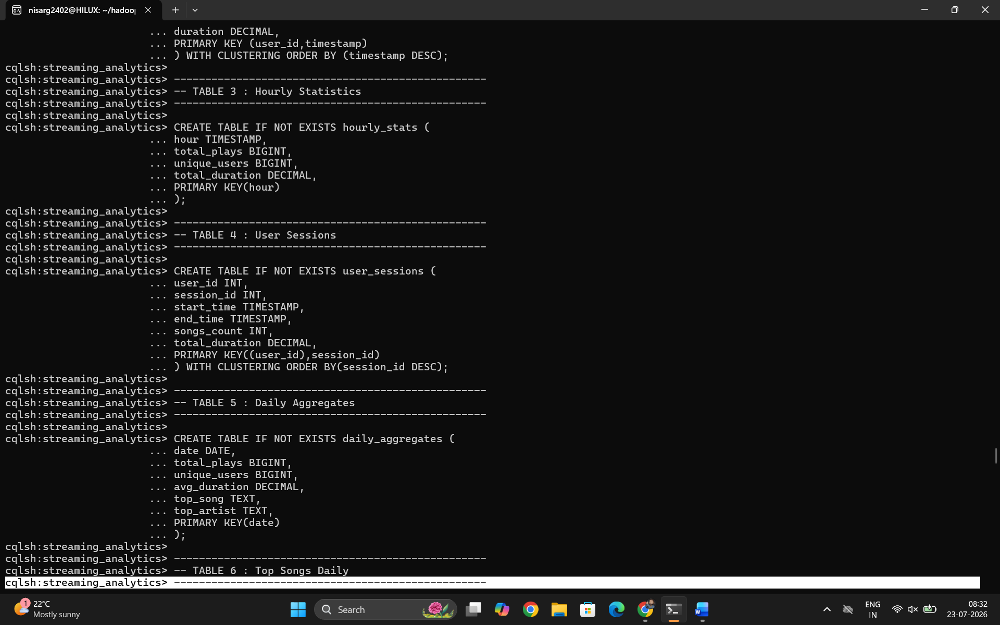 nisarg2402@HILUX: ~/hadoop
... duration DECIMAL,
... PRIMARY KEY (user_id,timestamp)
... ) WITH CLUSTERING ORDER BY (timestamp DESC);
cqlsh:streaming_analytics>
cqlsh:streaming_analytics> --------------------------------------------------
cqlsh:streaming_analytics> -- TABLE 3 : Hourly Statistics
cqlsh:streaming_analytics> --------------------------------------------------
cqlsh:streaming_analytics>
cqlsh:streaming_analytics> CREATE TABLE IF NOT EXISTS hourly_stats (
... hour TIMESTAMP,
... total_plays BIGINT,
... unique_users BIGINT,
... total_duration DECIMAL,
... PRIMARY KEY(hour)
... );
cqlsh:streaming_analytics>
cqlsh:streaming_analytics> --------------------------------------------------
cqlsh:streaming_analytics> -- TABLE 4 : User Sessions
cqlsh:streaming_analytics> --------------------------------------------------
cqlsh:streaming_analytics>
cqlsh:streaming_analytics> CREATE TABLE IF NOT EXISTS user_sessions (
... user_id INT,
... session_id INT,
... start_time TIMESTAMP,
... end_time TIMESTAMP,
... songs_count INT,
... total_duration DECIMAL,
... PRIMARY KEY((user_id),session_id)
... ) WITH CLUSTERING ORDER BY(session_id DESC);
cqlsh:streaming_analytics>
cqlsh:streaming_analytics> --------------------------------------------------
cqlsh:streaming_analytics> -- TABLE 5 : Daily Aggregates
cqlsh:streaming_analytics> --------------------------------------------------
cqlsh:streaming_analytics>
cqlsh:streaming_analytics> CREATE TABLE IF NOT EXISTS daily_aggregates (
... date DATE,
... total_plays BIGINT,
... unique_users BIGINT,
... avg_duration DECIMAL,
... top_song TEXT,
... top_artist TEXT,
... PRIMARY KEY(date)
... );
cqlsh:streaming_analytics>
cqlsh:streaming_analytics> --------------------------------------------------
cqlsh:streaming_analytics> -- TABLE 6 : Top Songs Daily
cqlsh:streaming_analytics> --------------------------------------------------
1
22°C
Mostly sunny
Search
ENG
IN
08:32
23-07-2026